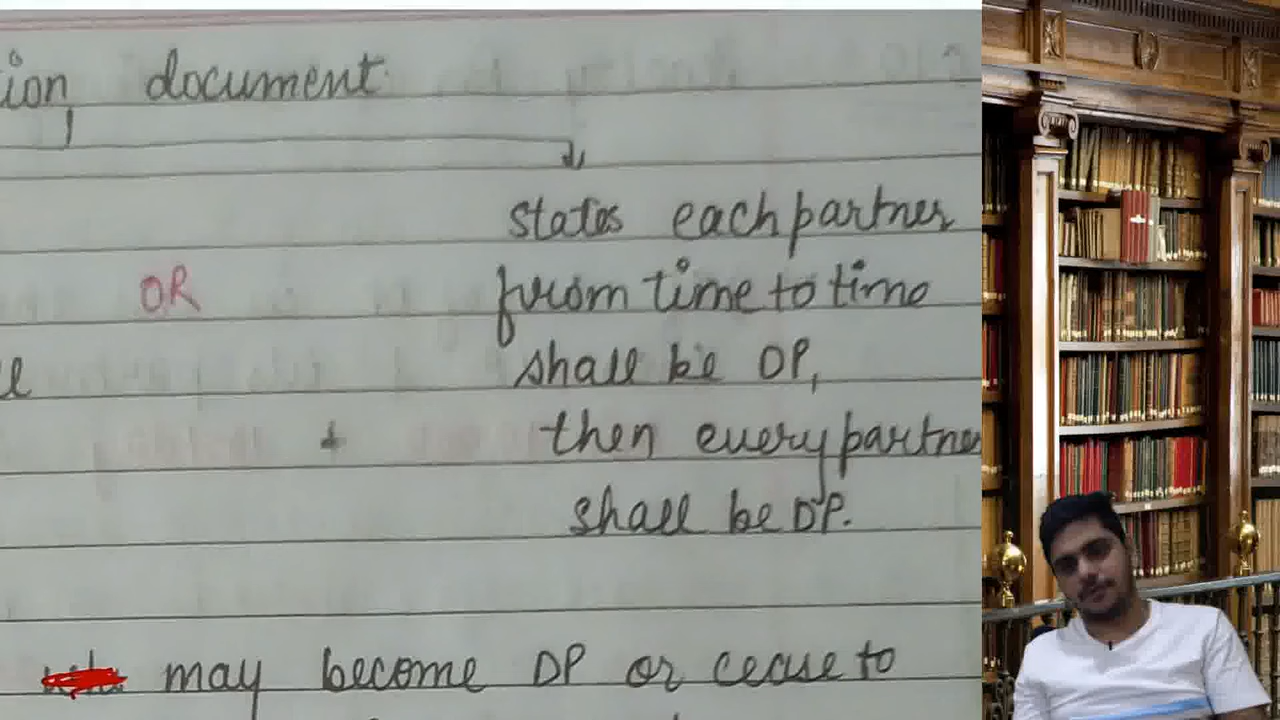 ion document
states each partner
OR from time to time
shall be DP,
then every partner
shall be DP.
may become DP or cease to